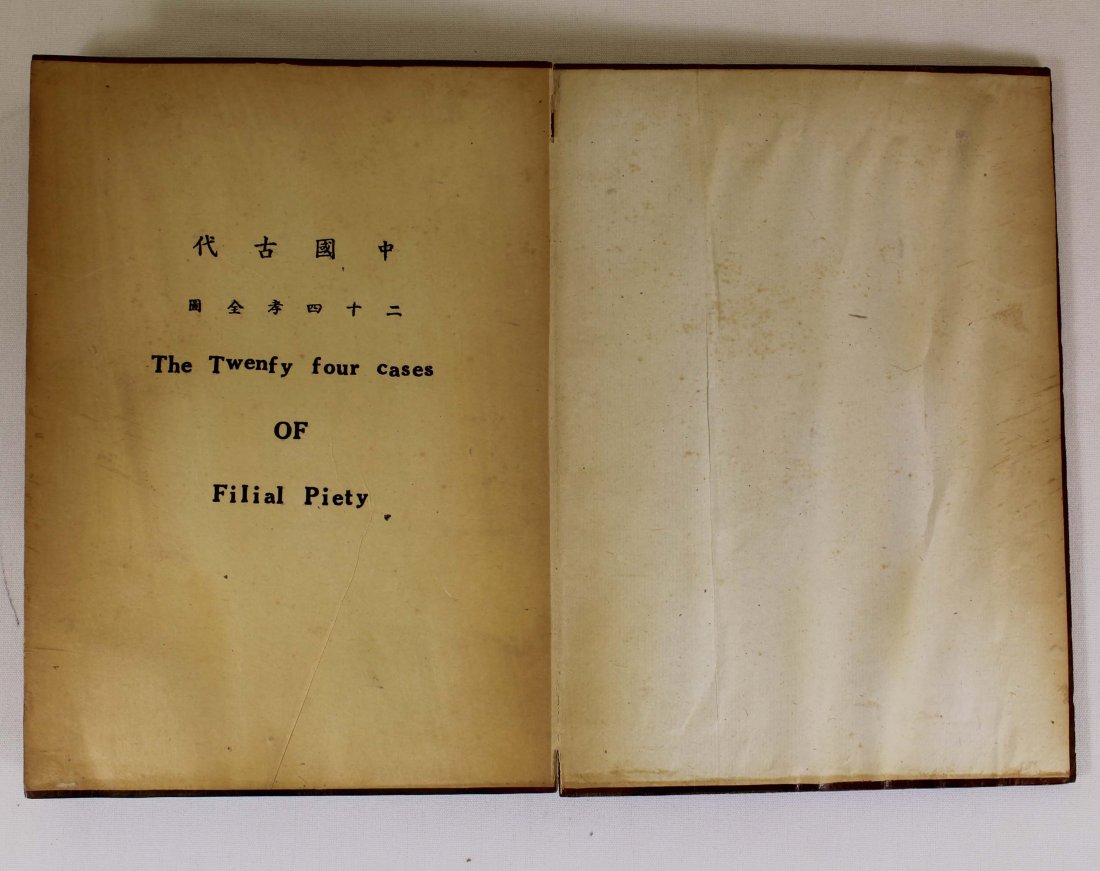 中國古代
二十四孝全圖
The Twenfy four cases
OF
Filial Piety